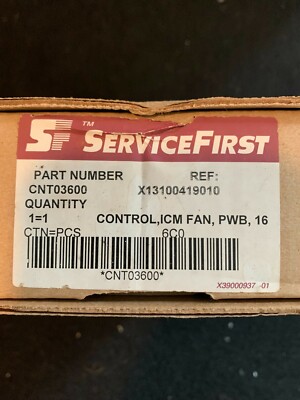 SF™ SERVICEFIRST
PART NUMBER REF:
CNT03600 X13100419010
QUANTITY
1=1 CONTROL,ICM FAN, PWB, 16
CTN=PCS 6C0
*CNT03600*
X39000937 -01